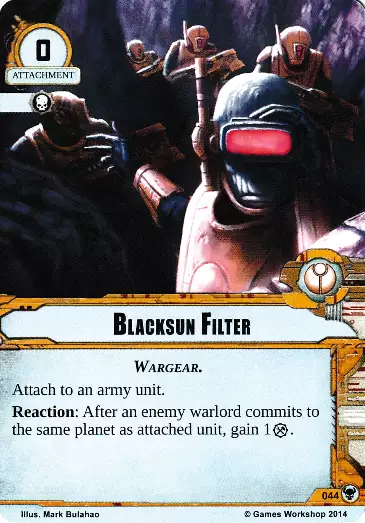 0
ATTACHMENT
BLACKSUN FILTER
WARGEAR.
Attach to an army unit.
Reaction: After an enemy warlord commits to
the same planet as attached unit, gain 1.
044
Illus. Mark Bulahao
© Games Workshop 2014